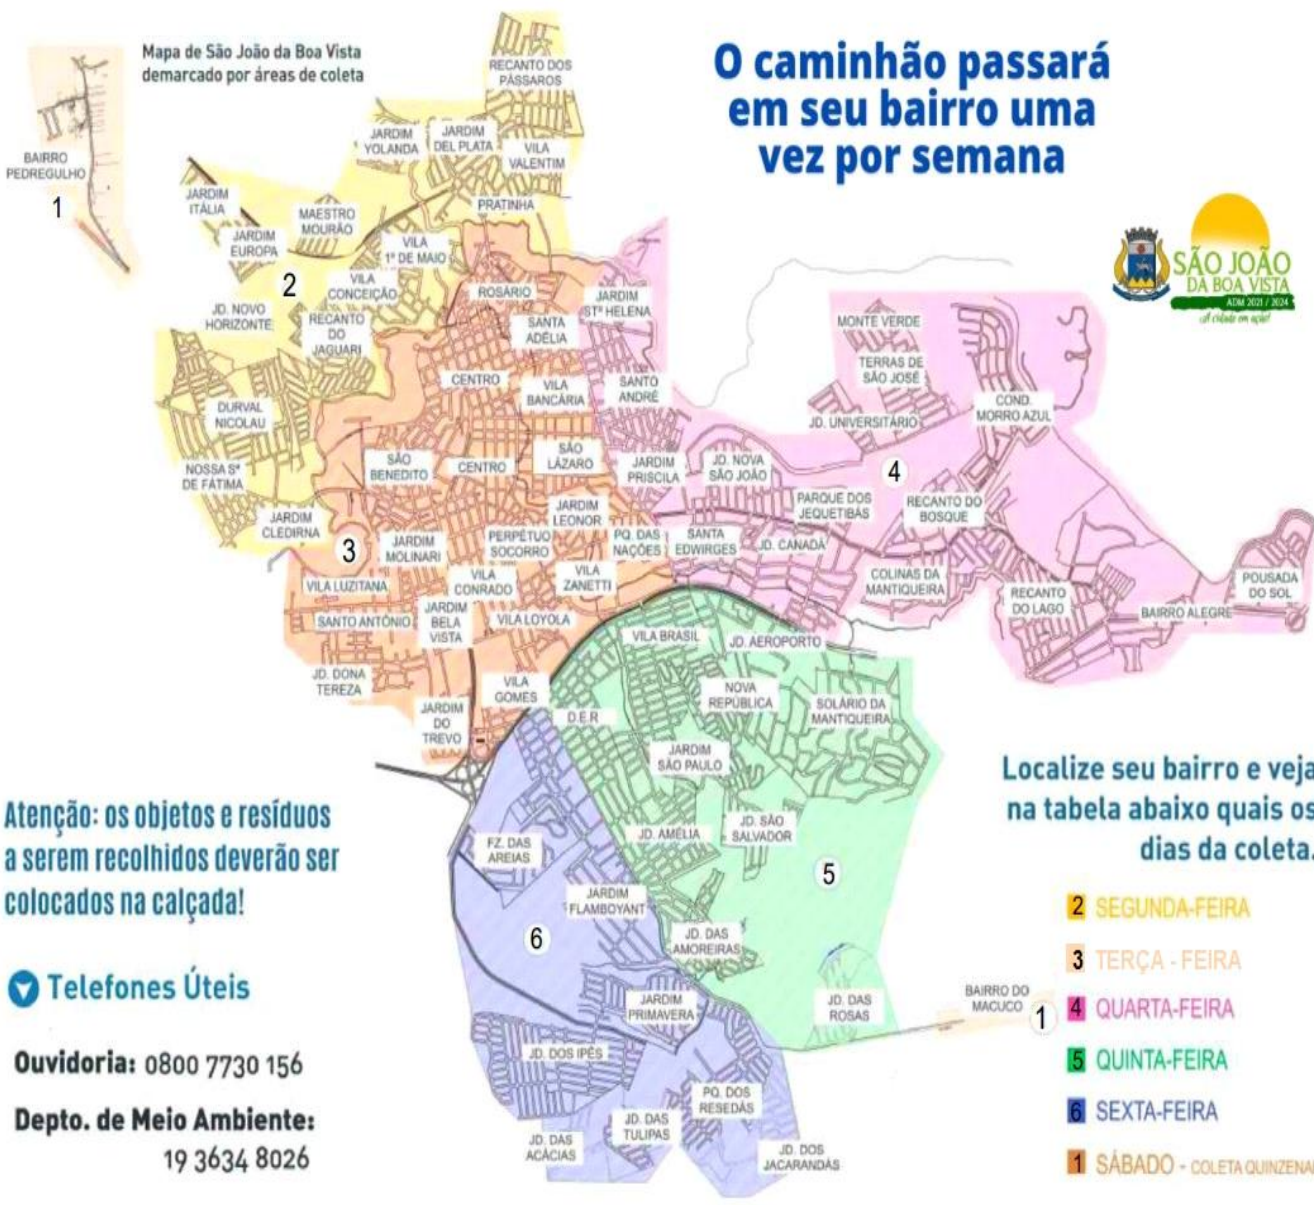 Mapa de São João da Boa Vista
demarcado por áreas de coleta
O caminhão passará
em seu bairro uma
vez por semana
SÃO JOÃO
DA BOA VISTA
ADM 2021 / 2024
A cidade em ação!
BAIRRO
PEDREGULHO
1
RECANTO DOS
PÁSSAROS
JARDIM
YOLANDA
JARDIM
DEL PLATA
VILA
VALENTIM
JARDIM
ITÁLIA
MAESTRO
MOURÃO
PRATINHA
JARDIM
EUROPA
VILA
1º DE MAIO
2
VILA
CONCEIÇÃO
JD. NOVO
HORIZONTE
RECANTO
DO
JAGUARI
DURVAL
NICOLAU
NOSSA Sª
DE FÁTIMA
JARDIM
CLEDIRNA
ROSÁRIO
SANTA
ADÉLIA
CENTRO
VILA
BANCÁRIA
SÃO
BENEDITO
CENTRO
SÃO
LÁZARO
JARDIM
LEONOR
3
JARDIM
MOLINARI
PERPÉTUO
SOCORRO
PQ. DAS
NAÇÕES
VILA LUZITANA
VILA
CONRADO
VILA
ZANETTI
SANTO ANTÔNIO
JARDIM
BELA
VISTA
VILA LOYOLA
JD. DONA
TEREZA
VILA
GOMES
JARDIM
DO
TREVO
JARDIM
STª HELENA
SANTO
ANDRÉ
JARDIM
PRISCILA
JD. NOVA
SÃO JOÃO
MONTE VERDE
TERRAS DE
SÃO JOSÉ
COND.
MORRO AZUL
JD. UNIVERSITÁRIO
4
PARQUE DOS
JEQUETIBÁS
RECANTO DO
BOSQUE
SANTA
EDWIRGES
JD. CANADÁ
COLINAS DA
MANTIQUEIRA
RECANTO
DO LAGO
BAIRRO ALEGRE
POUSADA
DO SOL
VILA BRASIL
JD. AEROPORTO
D.E.R
NOVA
REPÚBLICA
SOLÁRIO DA
MANTIQUEIRA
JARDIM
SÃO PAULO
JD. AMÉLIA
JD. SÃO
SALVADOR
5
JD. DAS
AMOREIRAS
JD. DAS
ROSAS
BAIRRO DO
MACUCO
1
FZ. DAS
AREIAS
JARDIM
FLAMBOYANT
6
JARDIM
PRIMAVERA
JD. DOS IPÊS
PQ. DOS
RESEDÁS
JD. DAS
TULIPAS
JD. DAS
ACÁCIAS
JD. DOS
JACARANDÁS
Atenção: os objetos e resíduos
a serem recolhidos deverão ser
colocados na calçada!
Telefones Úteis
Ouvidoria: 0800 7730 156
Depto. de Meio Ambiente:
19 3634 8026
Localize seu bairro e veja
na tabela abaixo quais os
dias da coleta.
2 SEGUNDA-FEIRA
3 TERÇA - FEIRA
4 QUARTA-FEIRA
5 QUINTA-FEIRA
6 SEXTA-FEIRA
1 SÁBADO - COLETA QUINZENAL